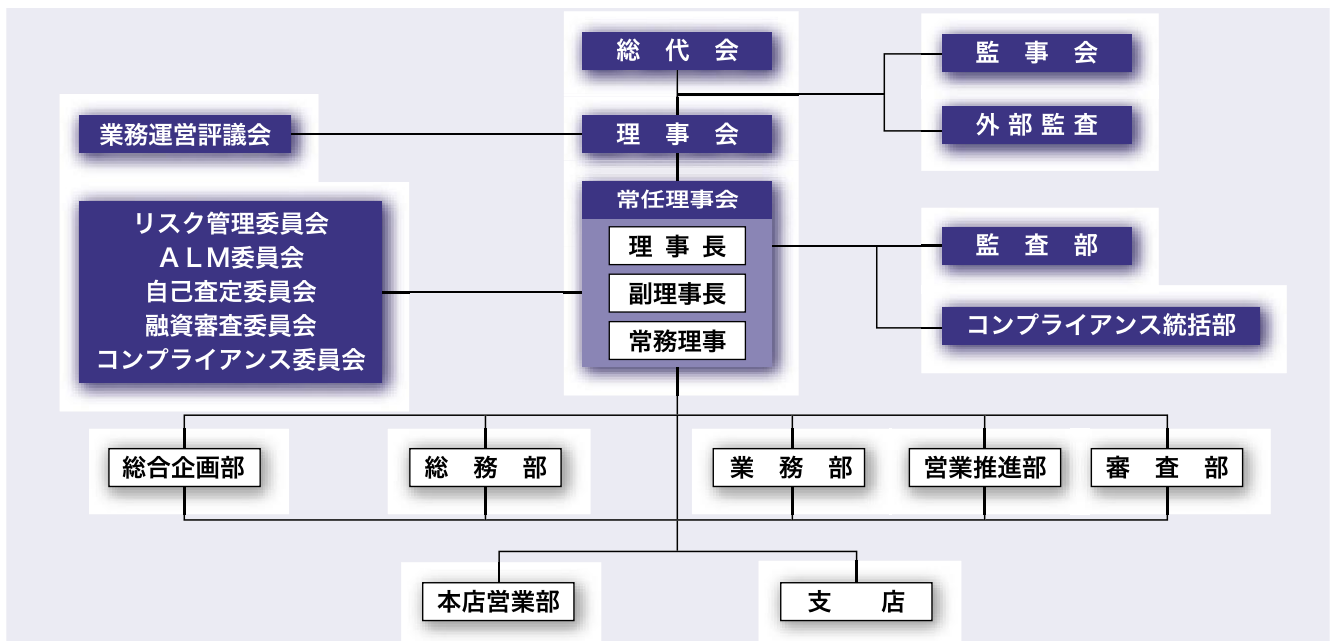 総代会
監事会
外部監査
業務運営評議会
理事会
常任理事会
理事長
副理事長
常務理事
リスク管理委員会
ＡＬＭ委員会
自己査定委員会
融資審査委員会
コンプライアンス委員会
監査部
コンプライアンス統括部
総合企画部
総務部
業務部
営業推進部
審査部
本店営業部
支店